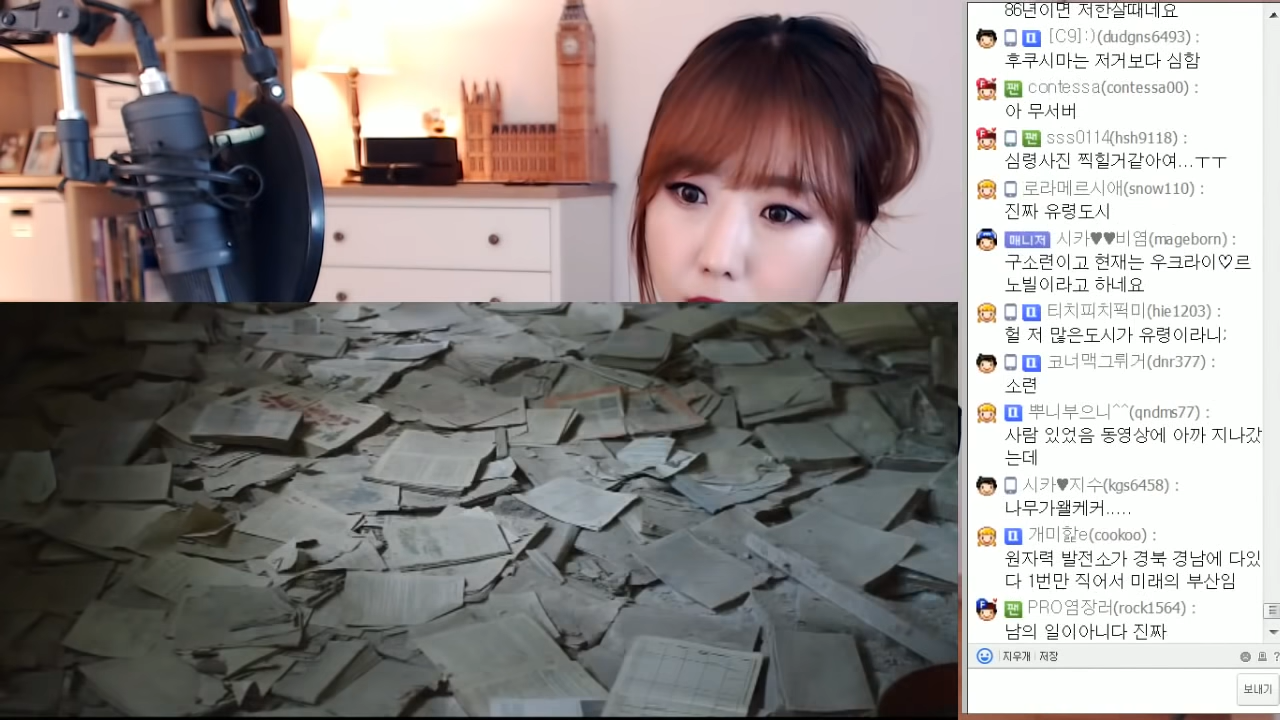 86년이면 저한살때네요
[C9]:)(dudgns6493) :
후쿠시마는 저거보다 심함
팬 contessa(contessa00) :
아 무서버
팬 sss0114(hsh9118) :
심령사진 찍힐거같아여...ㅜㅜ
로라메르시애(snow110) :
진짜 유령도시
매니저 시카♥♥비염(mageborn) :
구소련이고 현재는 우크라이♡르
노빌이라고 하네요
티치피치픽미(hie1203) :
헐 저 많은도시가 유령이라니;
코너맥그뤼거(dnr377) :
소련
뿌니부으니^^(qndms77) :
사람 있었음 동영상에 아까 지나갔
는데
시카♥지수(kgs6458) :
나무가왤케커.....
개미핥e(cookoo) :
원자력 발전소가 경북 경남에 다있
다 1번만 직어서 미래의 부산임
팬 PRO염장러(rock1564) :
남의 일이아니다 진짜
지우개 저장 ?
보내기